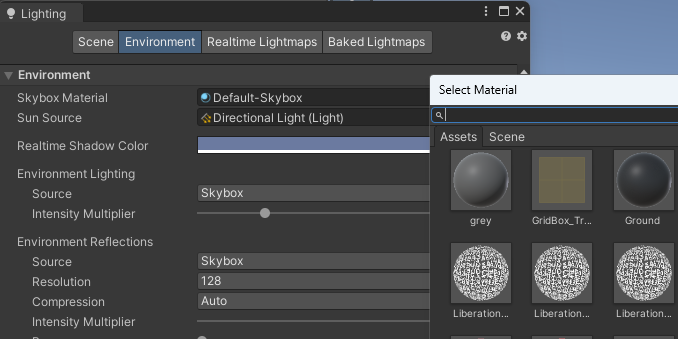 Lighting
Scene Environment Realtime Lightmaps Baked Lightmaps
Environment
Skybox Material Default-Skybox
Sun Source Directional Light (Light)
Realtime Shadow Color
Environment Lighting
Source Skybox
Intensity Multiplier
Environment Reflections
Source Skybox
Resolution 128
Compression Auto
Intensity Multiplier
Select Material
Assets Scene
grey GridBox_Tr... Ground
Liberation... Liberation... Liberation...